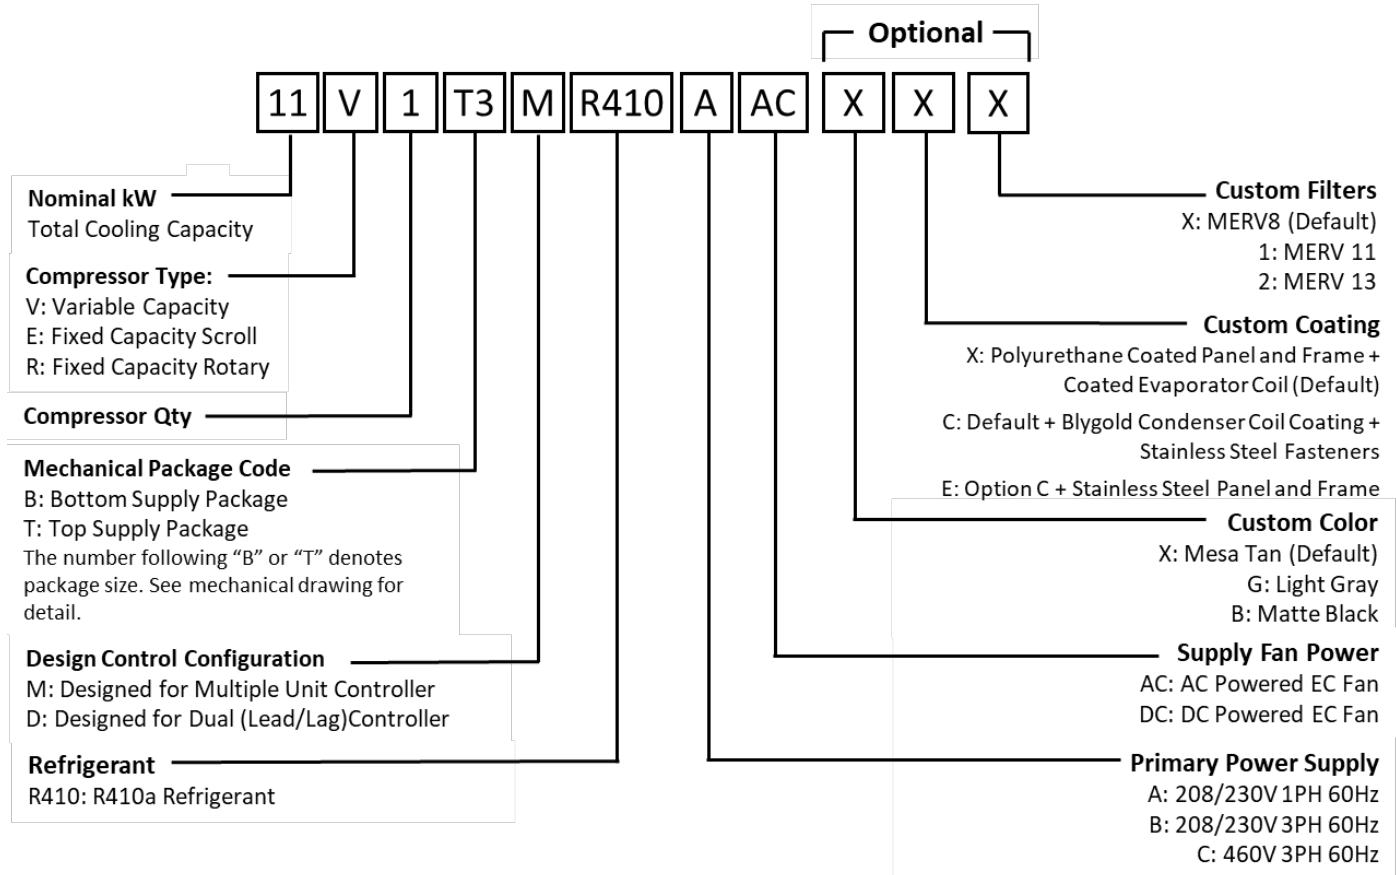 Optional
11 V 1 T3 M R410 A AC X X X
Nominal kW
Total Cooling Capacity
Compressor Type:
V: Variable Capacity
E: Fixed Capacity Scroll
R: Fixed Capacity Rotary
Compressor Qty
Mechanical Package Code
B: Bottom Supply Package
T: Top Supply Package
The number following “B” or “T” denotes
package size. See mechanical drawing for
detail.
Design Control Configuration
M: Designed for Multiple Unit Controller
D: Designed for Dual (Lead/Lag)Controller
Refrigerant
R410: R410a Refrigerant
Custom Filters
X: MERV8 (Default)
1: MERV 11
2: MERV 13
Custom Coating
X: Polyurethane Coated Panel and Frame +
Coated Evaporator Coil (Default)
C: Default + Blygold Condenser Coil Coating +
Stainless Steel Fasteners
E: Option C + Stainless Steel Panel and Frame
Custom Color
X: Mesa Tan (Default)
G: Light Gray
B: Matte Black
Supply Fan Power
AC: AC Powered EC Fan
DC: DC Powered EC Fan
Primary Power Supply
A: 208/230V 1PH 60Hz
B: 208/230V 3PH 60Hz
C: 460V 3PH 60Hz